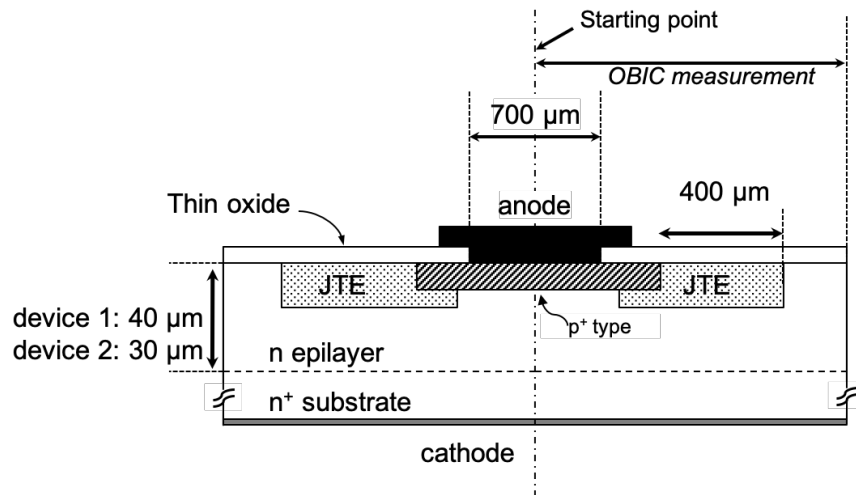 Starting point
OBIC measurement
700 µm
400 µm
Thin oxide
anode
JTE
JTE
device 1: 40 µm
device 2: 30 µm
p+ type
n epilayer
n+ substrate
cathode